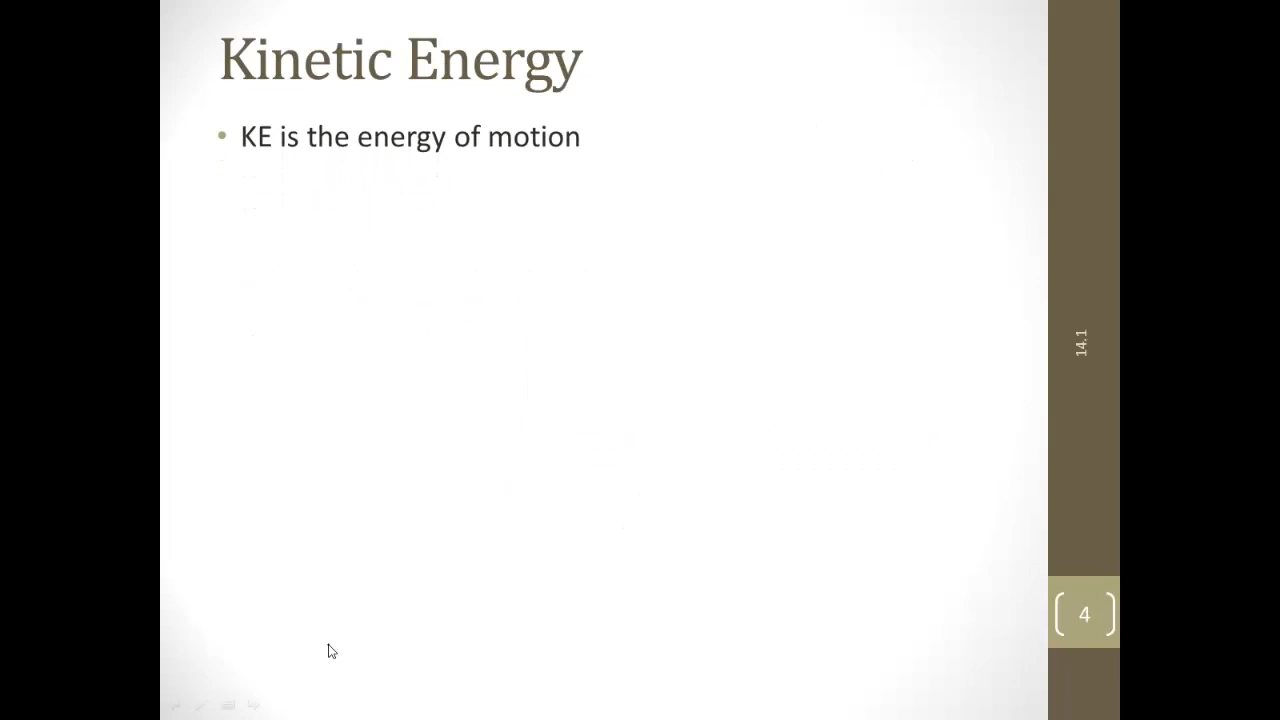 Kinetic Energy
• KE is the energy of motion
14.1
4